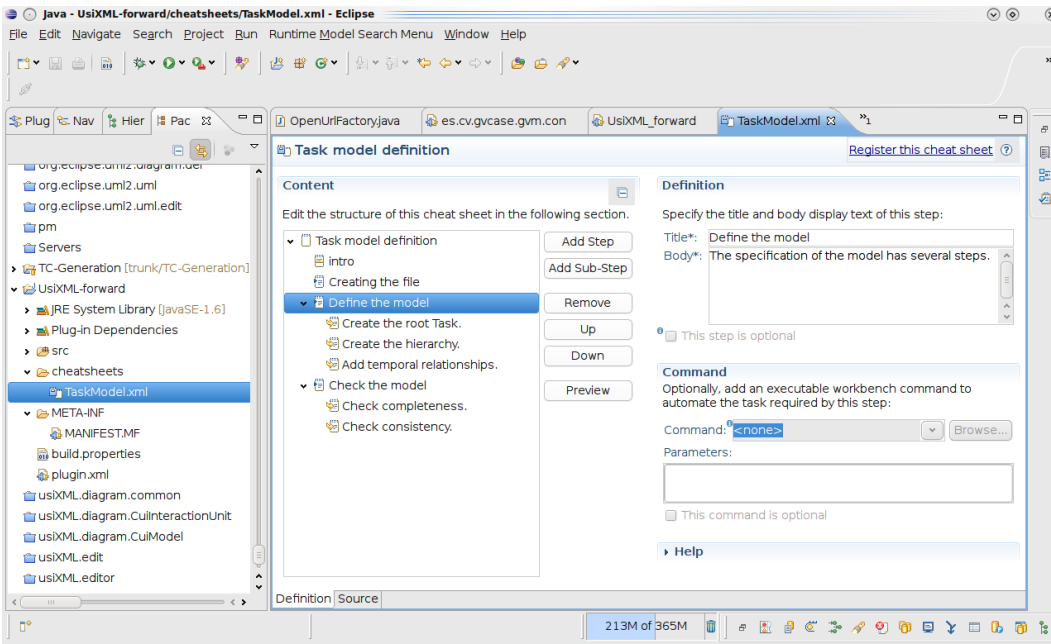 Java - UsiXML-forward/cheatsheets/TaskModel.xml - Eclipse
File Edit Navigate Search Project Run Runtime Model Search Menu Window Help
Plug Nav Hier Pac
OpenUrlFactory.java es.cv.gvcase.gvm.con UsiXML_forward TaskModel.xml »1
org.eclipse.uml2.diagram.def
org.eclipse.uml2.uml
org.eclipse.uml2.uml.edit
pm
Servers
TC-Generation [trunk/TC-Generation]
UsiXML-forward
JRE System Library [JavaSE-1.6]
Plug-in Dependencies
src
cheatsheets
TaskModel.xml
META-INF
MANIFEST.MF
build.properties
plugin.xml
usiXML.diagram.common
usiXML.diagram.CuiInteractionUnit
usiXML.diagram.CuiModel
usiXML.edit
usiXML.editor
Task model definition
Register this cheat sheet
Content
Edit the structure of this cheat sheet in the following section.
Task model definition
intro
Creating the file
Define the model
Create the root Task.
Create the hierarchy.
Add temporal relationships.
Check the model
Check completeness.
Check consistency.
Add Step
Add Sub-Step
Remove
Up
Down
Preview
Definition
Specify the title and body display text of this step:
Title*: Define the model
Body*: The specification of the model has several steps.
This step is optional
Command
Optionally, add an executable workbench command to
automate the task required by this step:
Command: <none> Browse...
Parameters:
This command is optional
Help
Definition Source
213M of 365M